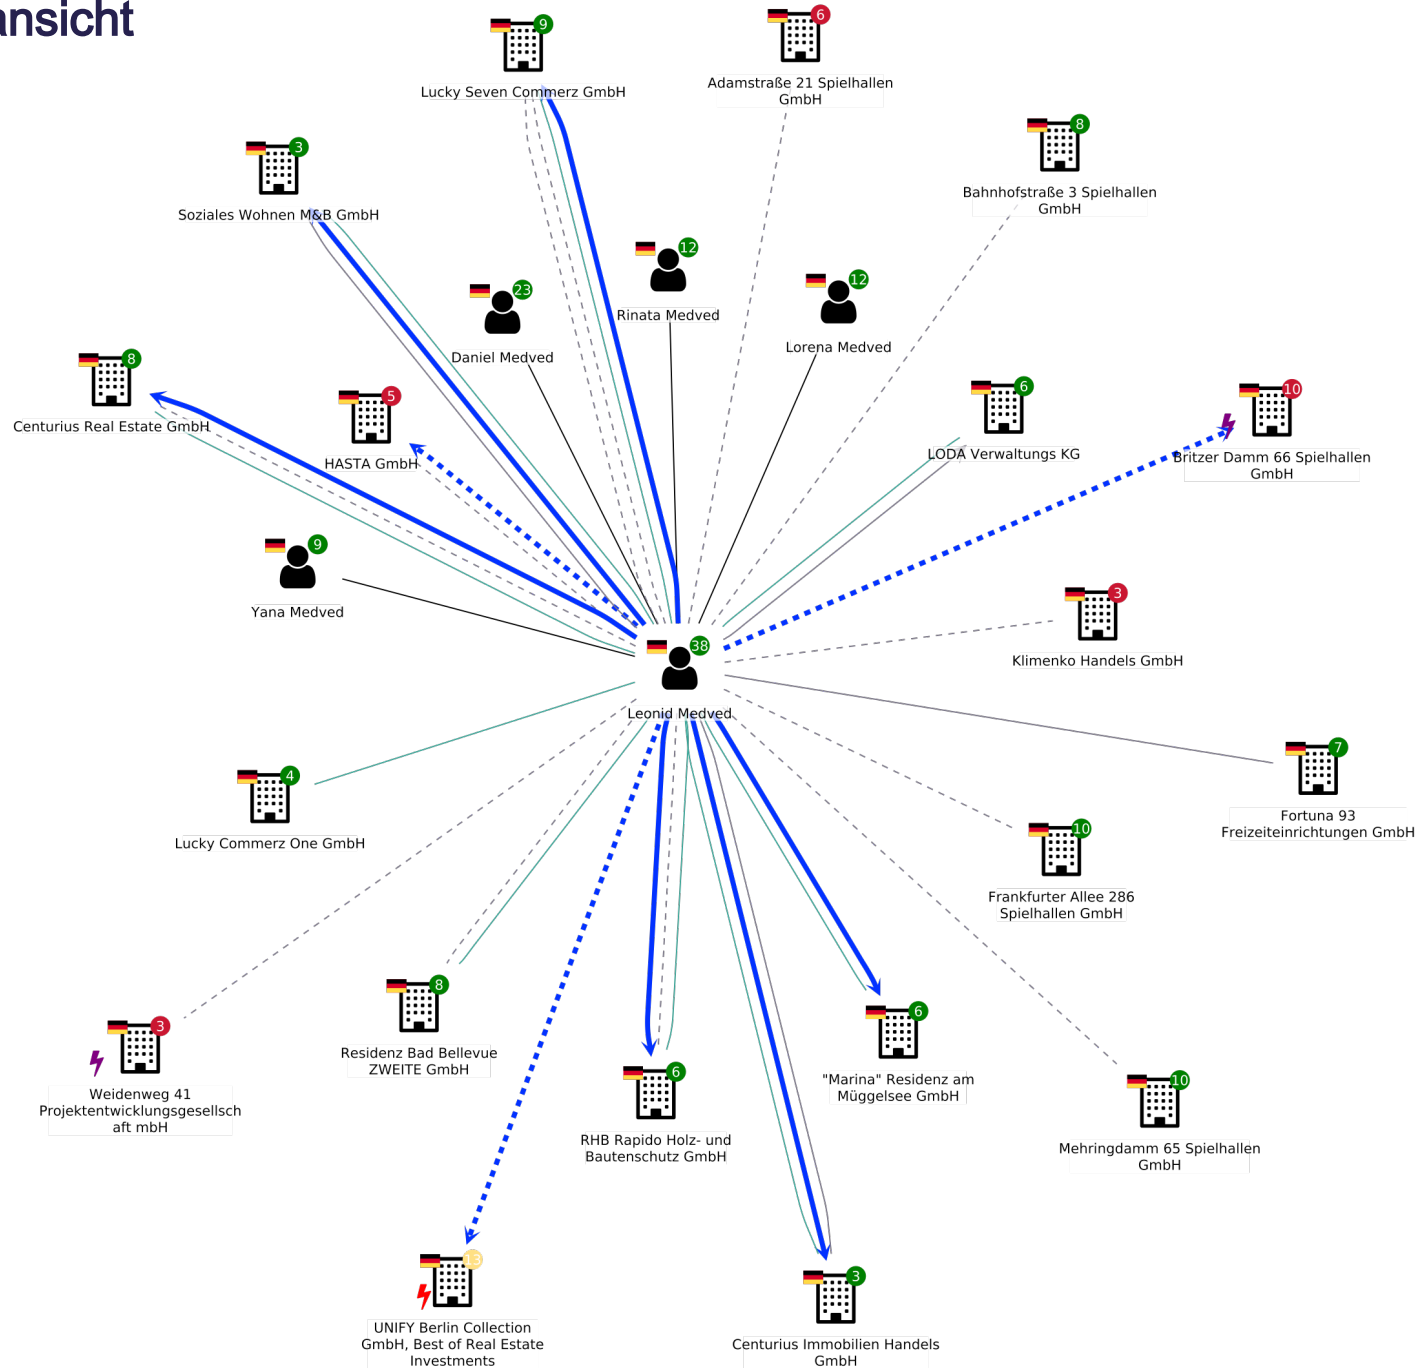 ansicht
9
Lucky Seven Commerz GmbH
6
Adamstraße 21 Spielhallen
GmbH
8
Bahnhofstraße 3 Spielhallen
GmbH
3
Soziales Wohnen M&B GmbH
12
Rinata Medved
12
Lorena Medved
23
Daniel Medved
8
Centurius Real Estate GmbH
5
HASTA GmbH
6
LODA Verwaltungs KG
10
Britzer Damm 66 Spielhallen
GmbH
9
Yana Medved
3
Klimenko Handels GmbH
38
Leonid Medved
7
Fortuna 93
Freizeiteinrichtungen GmbH
4
Lucky Commerz One GmbH
10
Frankfurter Allee 286
Spielhallen GmbH
8
Residenz Bad Bellevue
ZWEITE GmbH
3
Weidenweg 41
Projektentwicklungsgesellsch
aft mbH
6
RHB Rapido Holz- und
Bautenschutz GmbH
6
"Marina" Residenz am
Müggelsee GmbH
10
Mehringdamm 65 Spielhallen
GmbH
13
UNIFY Berlin Collection
GmbH, Best of Real Estate
Investments
3
Centurius Immobilien Handels
GmbH